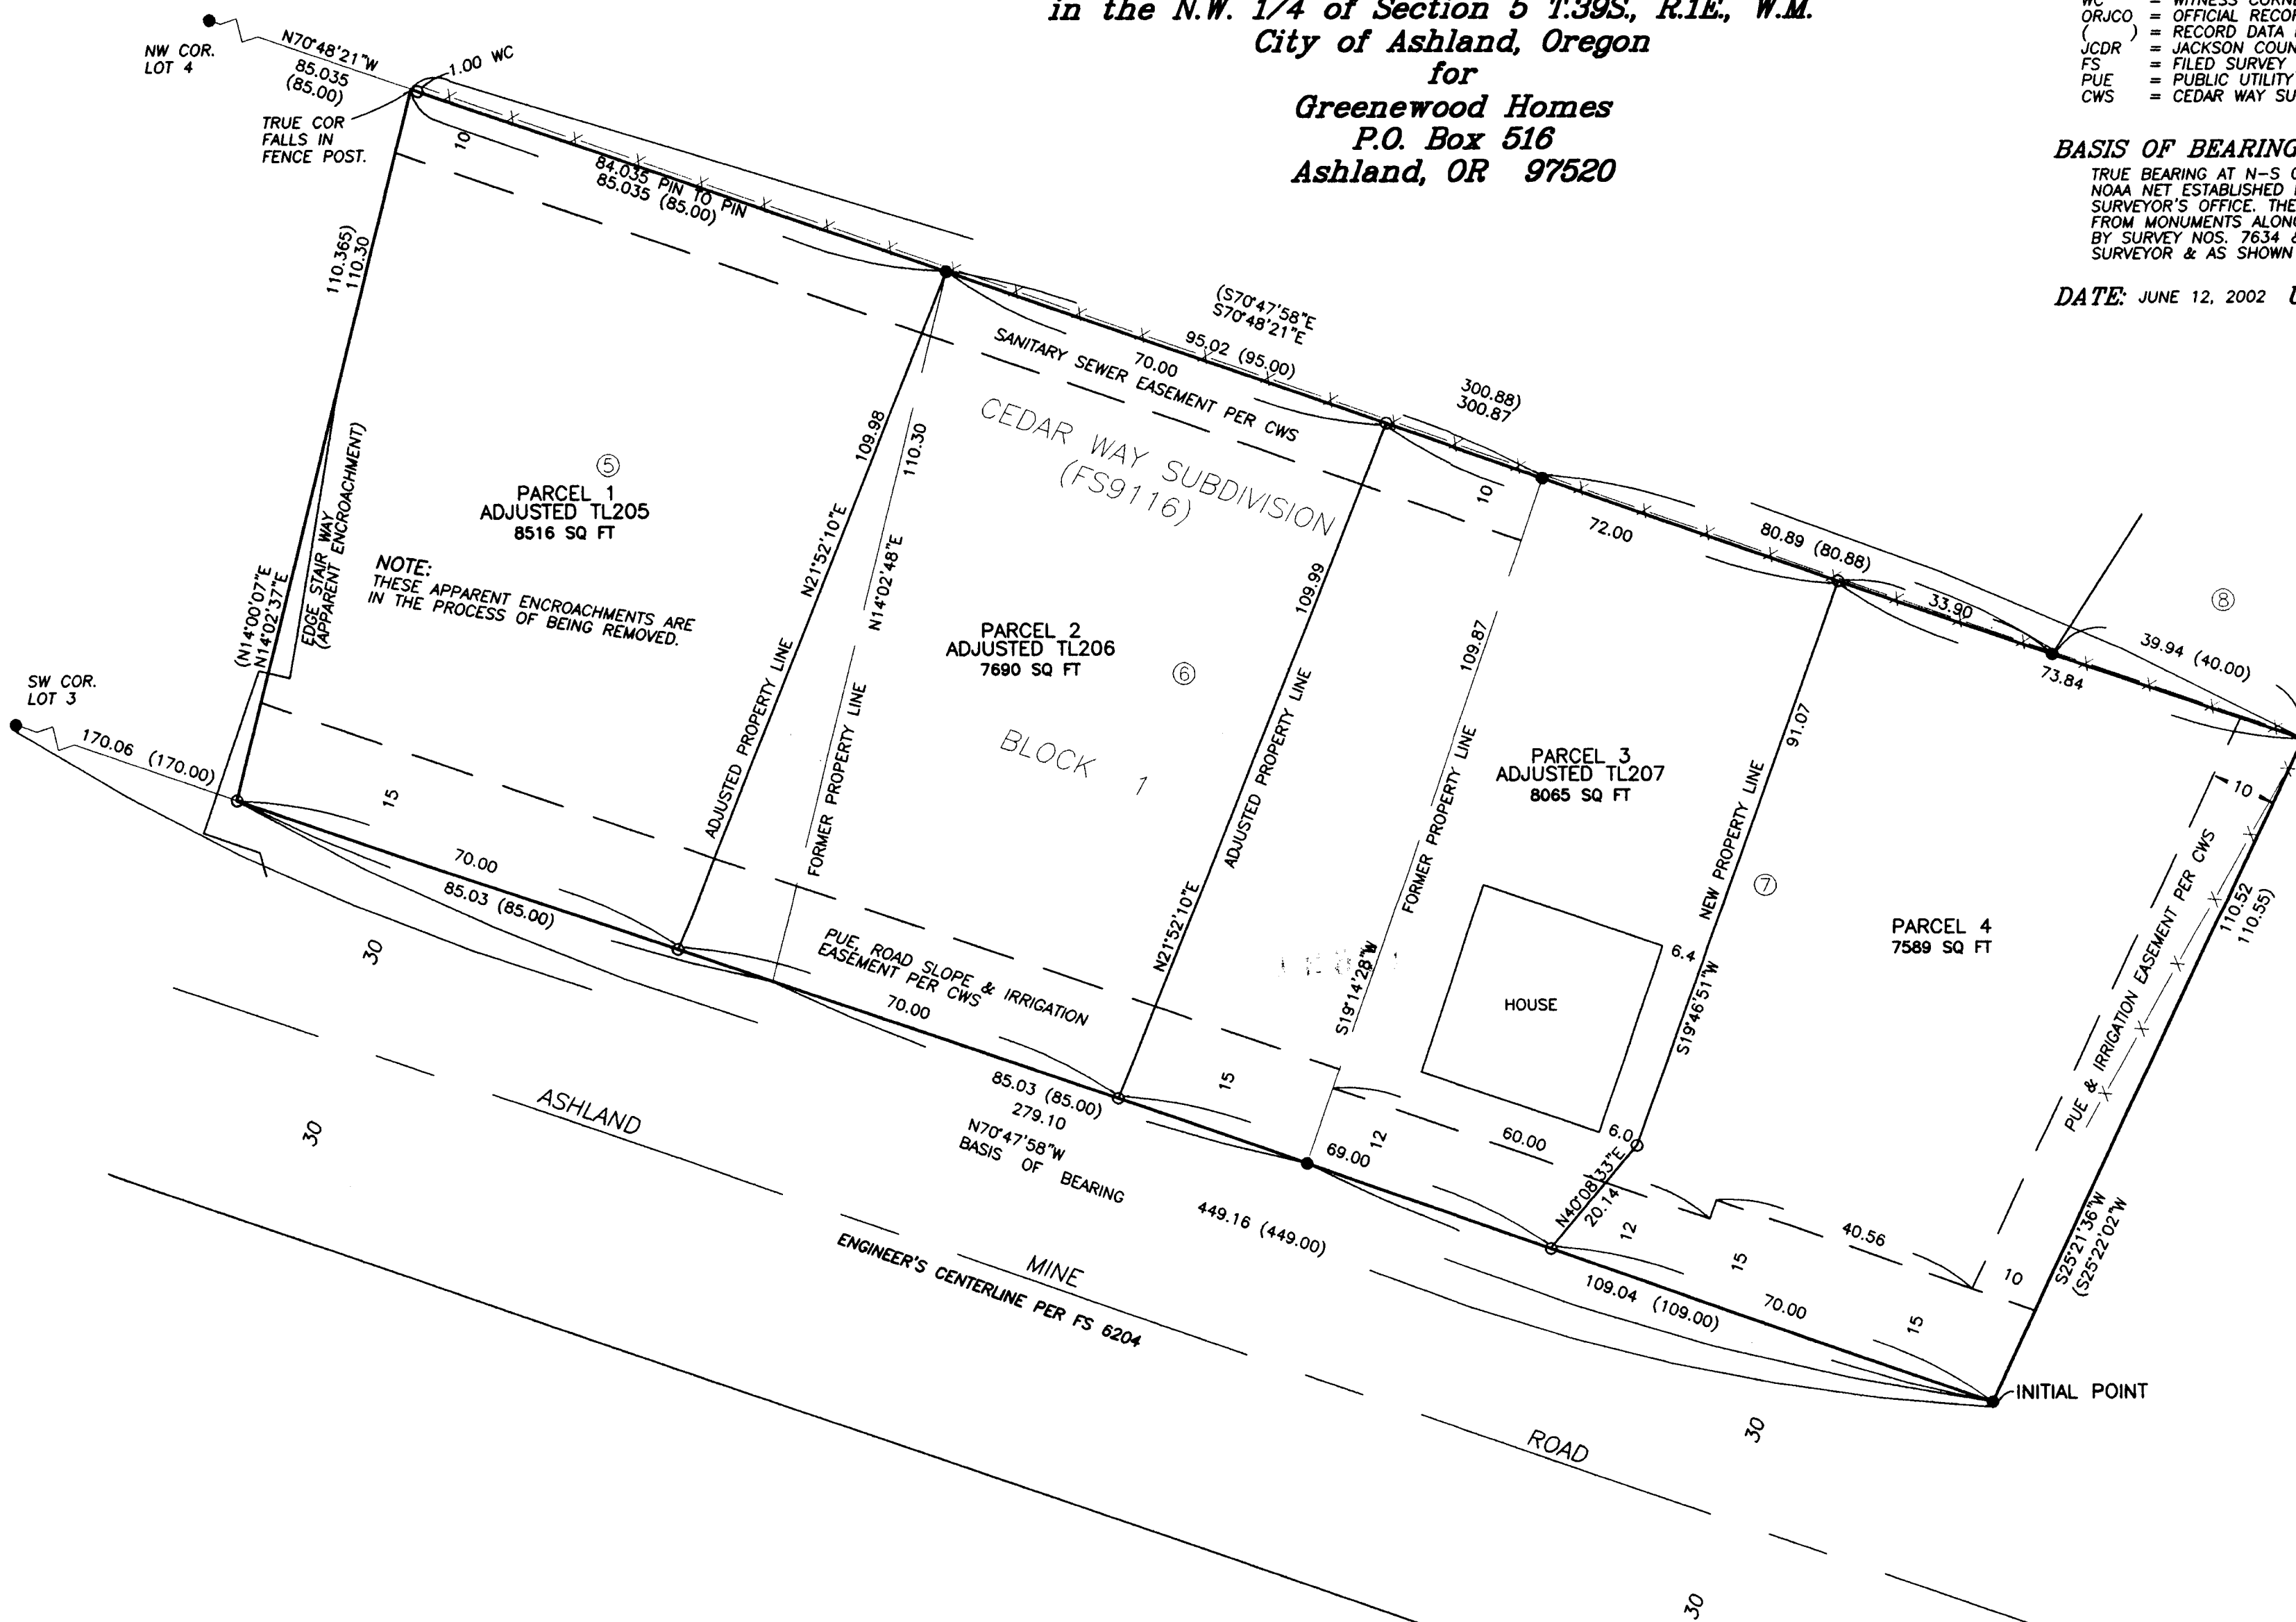 in the N.W. 1/4 of Section 5 T.39S., R.1E., W.M.
City of Ashland, Oregon
for
Greenewood Homes
P.O. Box 516
Ashland, OR 97520
ORJCO = OFFICIAL RECOR
( ) = RECORD DATA
JCDR = JACKSON COUN
FS = FILED SURVEY
PUE = PUBLIC UTILITY
CWS = CEDAR WAY SU
BASIS OF BEARING
TRUE BEARING AT N-S
NOAA NET ESTABLISHED
SURVEYOR'S OFFICE. THE
FROM MONUMENTS ALONG
BY SURVEY NOS. 7634 &
SURVEYOR & AS SHOWN
DATE: JUNE 12, 2002
NW COR.
LOT 4
N70°48'21"W
85.035
(85.00)
1.00 WC
TRUE COR
FALLS IN
FENCE POST.
10
84.035 PIN TO PIN
85.035 (85.00)
110.365)
110.30
(S70°47'58"E
S70°48'21"E
95.02 (95.00)
70.00
SANITARY SEWER EASEMENT PER CWS
300.88)
300.87
CEDAR WAY SUBDIVISION
(FS9116)
10
72.00
80.89 (80.88)
33.90
39.94 (40.00)
73.84
8
5
PARCEL 1
ADJUSTED TL205
8516 SQ FT
NOTE:
THESE APPARENT ENCROACHMENTS ARE
IN THE PROCESS OF BEING REMOVED.
(N14°00'07"E
N14°02'37"E
EDGE STAIR WAY
(APPARENT ENCROACHMENT)
109.98
N21°52'10"E
ADJUSTED PROPERTY LINE
110.30
N14°02'48"E
FORMER PROPERTY LINE
PARCEL 2
ADJUSTED TL206
7690 SQ FT
6
BLOCK 1
109.99
ADJUSTED PROPERTY LINE
N21°52'10"E
109.87
FORMER PROPERTY LINE
S19°14'28"W
PARCEL 3
ADJUSTED TL207
8065 SQ FT
91.07
NEW PROPERTY LINE
S19°46'51"W
7
PARCEL 4
7589 SQ FT
10
PUE & IRRIGATION EASEMENT PER CWS
110.52
110.55)
S25°21'36"W
(S25°22'02"W
SW COR.
LOT 3
170.06 (170.00)
15
70.00
85.03 (85.00)
30
PUE, ROAD SLOPE & IRRIGATION
EASEMENT PER CWS
70.00
85.03 (85.00)
279.10
N70°47'58"W
BASIS OF BEARING
15
HOUSE
6.4
6.0
12
60.00
69.00
N40°08'33"E
20.14
12
15
40.56
10
449.16 (449.00)
109.04 (109.00)
70.00
15
INITIAL POINT
30
ASHLAND
MINE
ROAD
ENGINEER'S CENTERLINE PER FS 6204
30
30